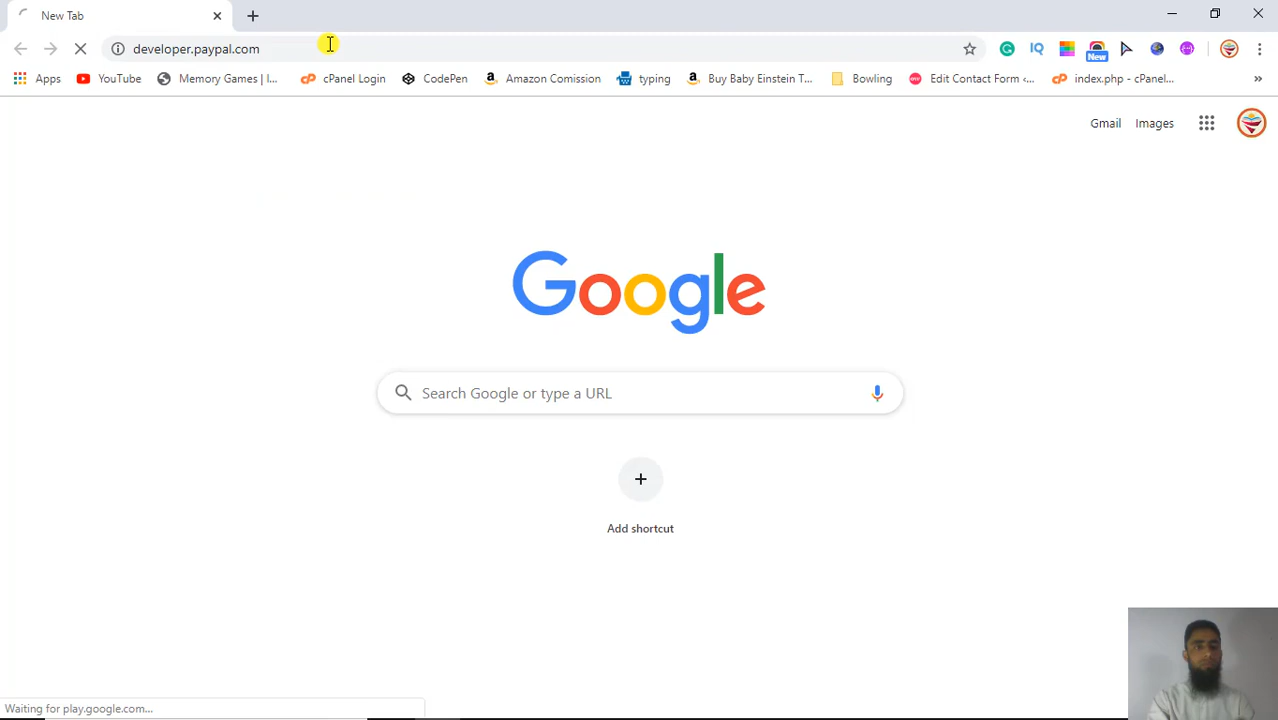 New Tab
developer.paypal.com
New
Apps YouTube Memory Games | I... cPanel Login CodePen Amazon Comission typing Buy Baby Einstein T... Bowling Edit Contact Form ‹... index.php - cPanel... »
Gmail Images
Google
Search Google or type a URL
Add shortcut
Waiting for play.google.com...